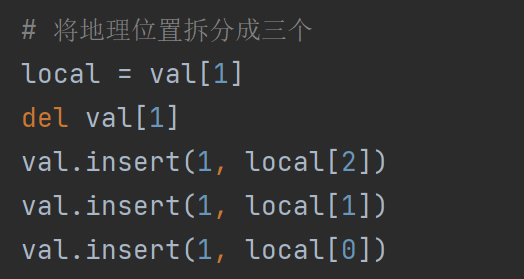 # 将地理位置拆分成三个
local = val[1]
del val[1]
val.insert(1, local[2])
val.insert(1, local[1])
val.insert(1, local[0])